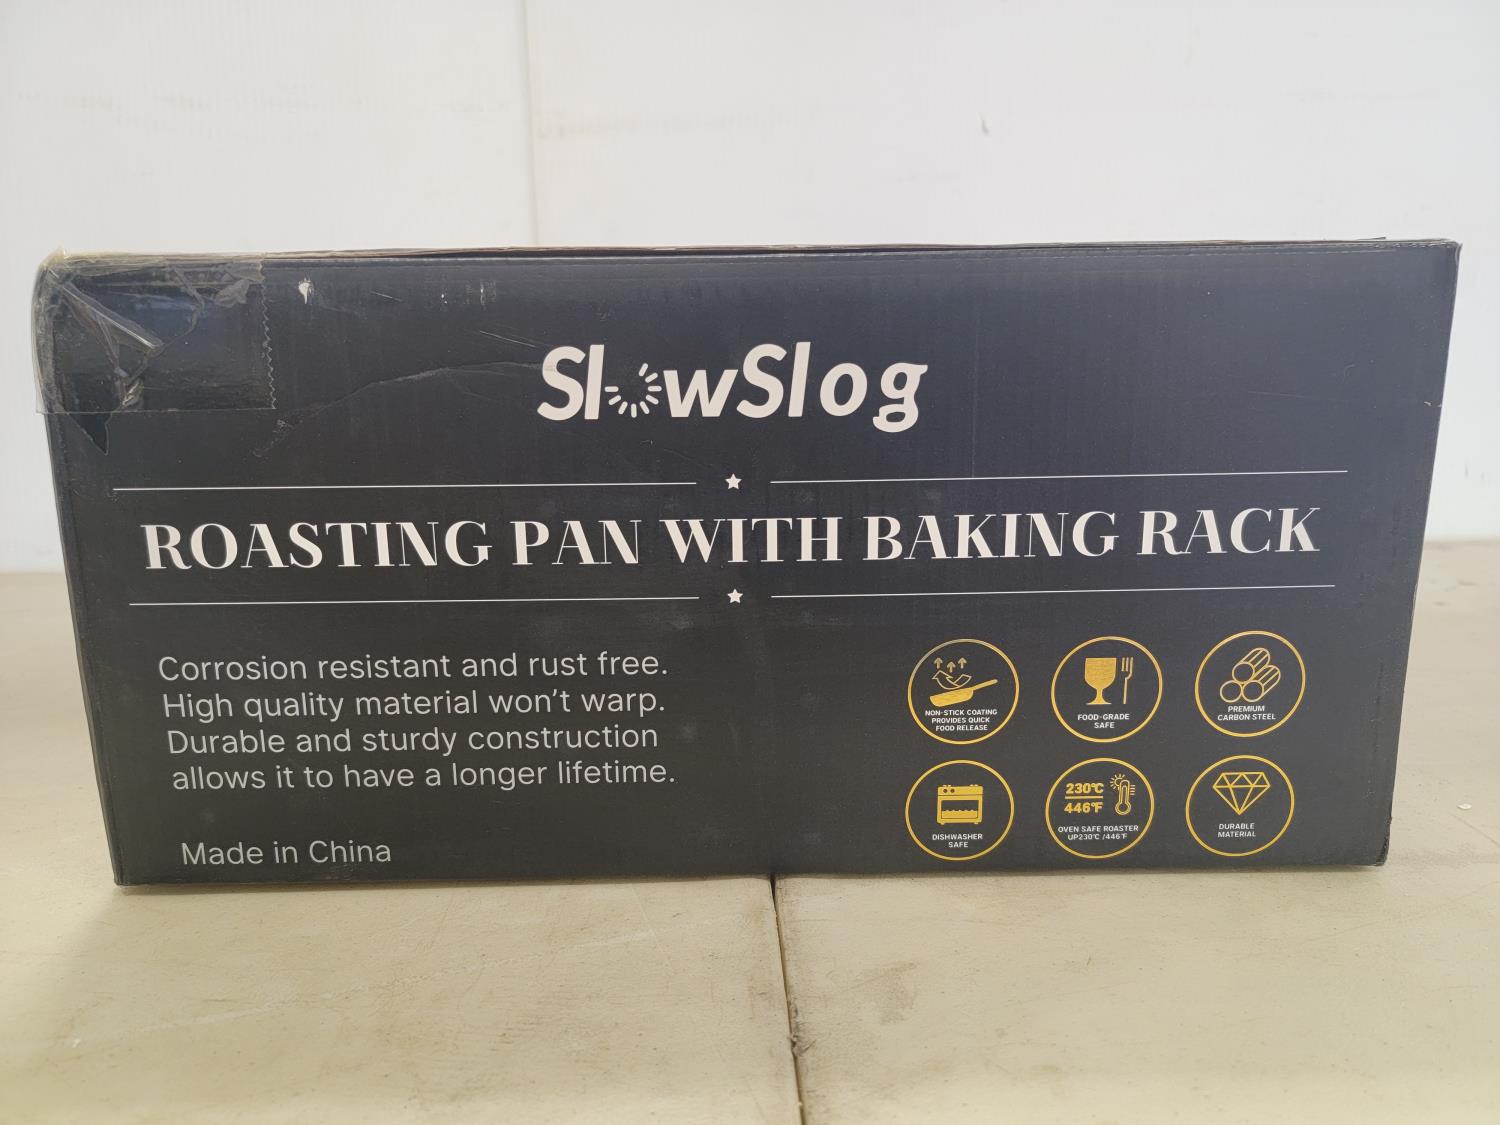 SlowSlog
ROASTING PAN WITH BAKING RACK
Corrosion resistant and rust free.
High quality material won't warp.
Durable and sturdy construction
allows it to have a longer lifetime.
Made in China
NON-STICK COATING
PROVIDES QUICK
FOOD RELEASE
FOOD-GRADE
SAFE
PREMIUM
CARBON STEEL
DISHWASHER
SAFE
230℃
446℉
OVEN SAFE ROASTER
UP230℃ /446℉
DURABLE
MATERIAL